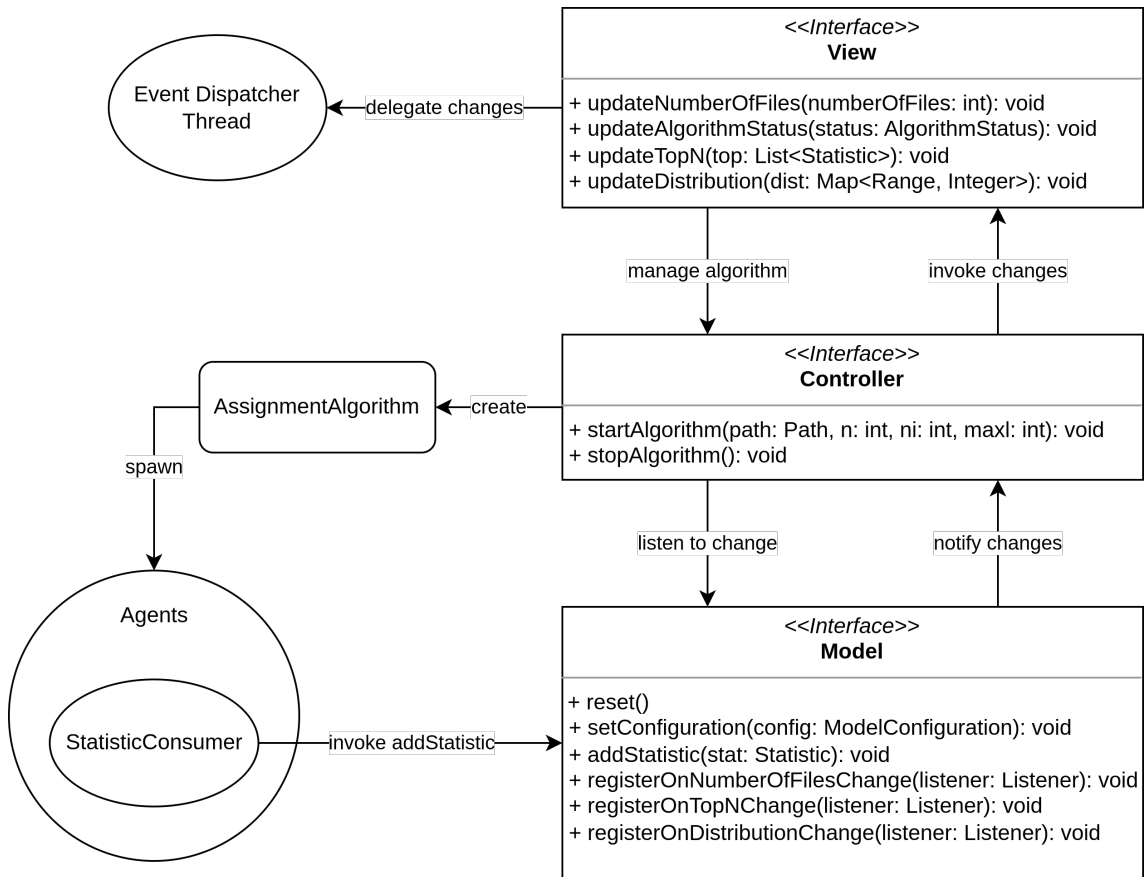 <<Interface>>
View
Event Dispatcher
Thread
delegate changes
+ updateNumberOfFiles(numberOfFiles: int): void
+ updateAlgorithmStatus(status: AlgorithmStatus): void
+ updateTopN(top: List<Statistic>): void
+ updateDistribution(dist: Map<Range, Integer>): void
manage algorithm
invoke changes
<<Interface>>
Controller
AssignmentAlgorithm
create
+ startAlgorithm(path: Path, n: int, ni: int, maxl: int): void
+ stopAlgorithm(): void
spawn
listen to change
notify changes
Agents
<<Interface>>
Model
StatisticConsumer
invoke addStatistic
+ reset()
+ setConfiguration(config: ModelConfiguration): void
+ addStatistic(stat: Statistic): void
+ registerOnNumberOfFilesChange(listener: Listener): void
+ registerOnTopNChange(listener: Listener): void
+ registerOnDistributionChange(listener: Listener): void